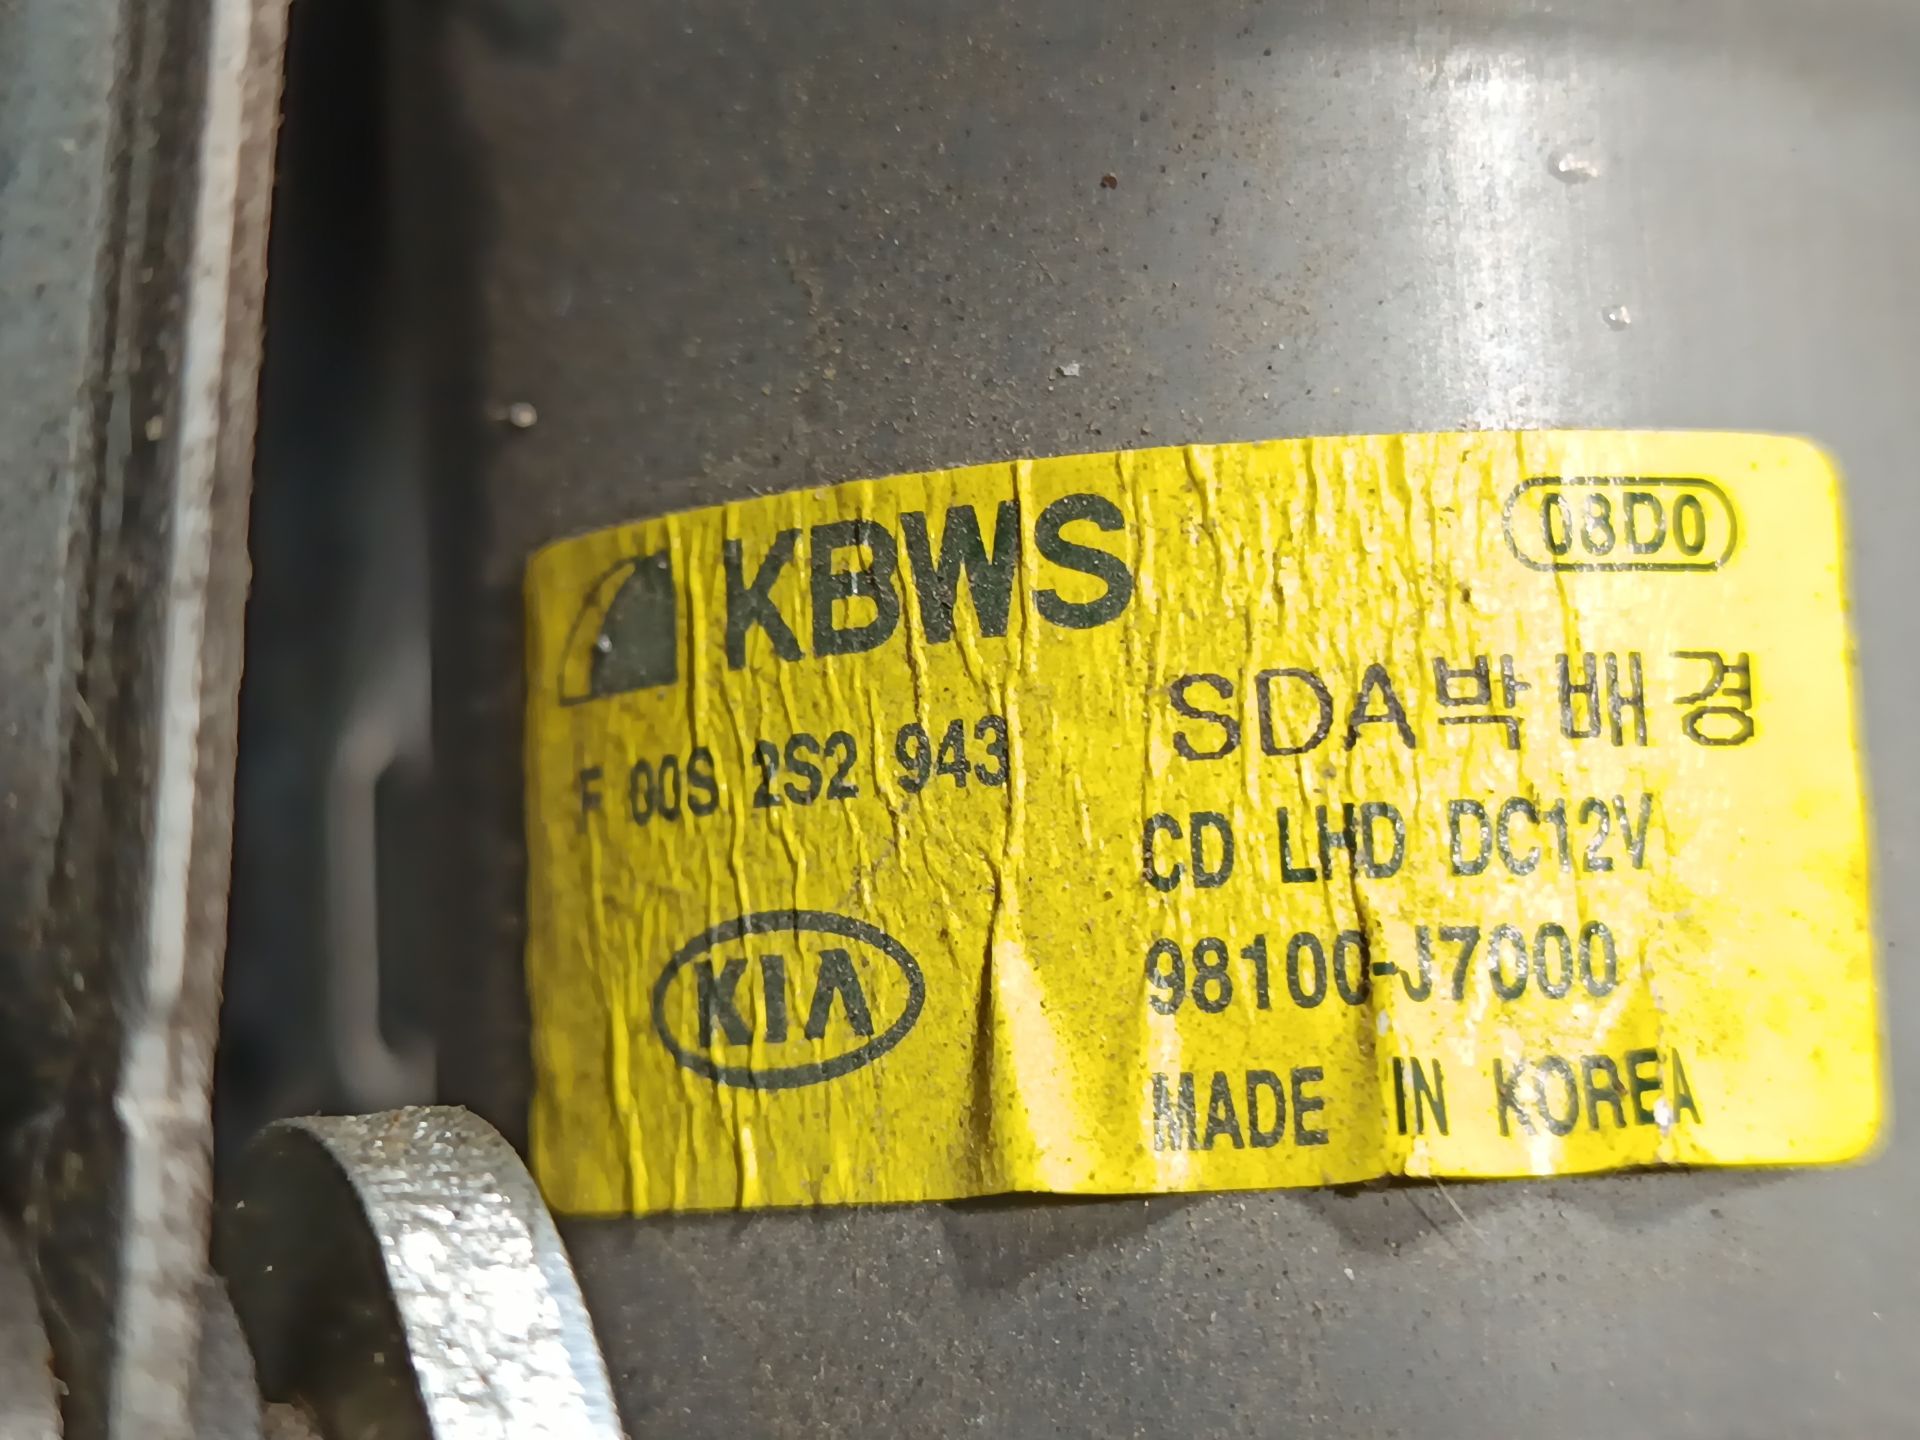 KBWS
08D0
SDA박배경
F 00S 2S2 943
CD LHD DC12V
98100-J7000
KIA
MADE IN KOREA